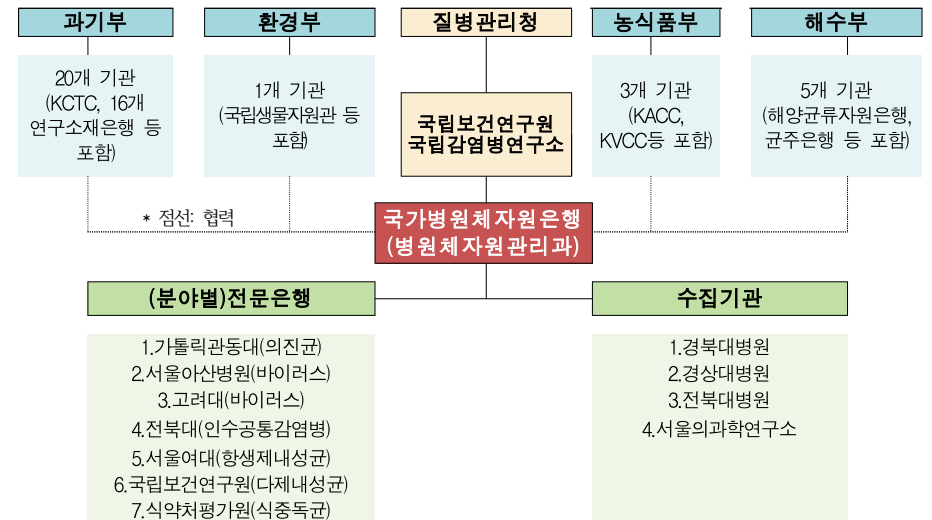 과기부
환경부
질병관리청
농식품부
해수부
20개 기관
(KCTC, 16개
연구소재은행 등
포함)
1개 기관
(국립생물자원관 등
포함)
국립보건연구원
국립감염병연구소
3개 기관
(KACC,
KVCC등 포함)
5개 기관
(해양균류자원은행,
균주은행 등 포함)
* 점선: 협력
국가병원체자원은행
(병원체자원관리과)
(분야별)전문은행
1.가톨릭관동대(의진균)
2.서울아산병원(바이러스)
3.고려대(바이러스)
4.전북대(인수공통감염병)
5.서울여대(항생제내성균)
6.국립보건연구원(다제내성균)
7.식약처평가원(식중독균)
수집기관
1.경북대병원
2.경상대병원
3.전북대병원
4.서울의과학연구소